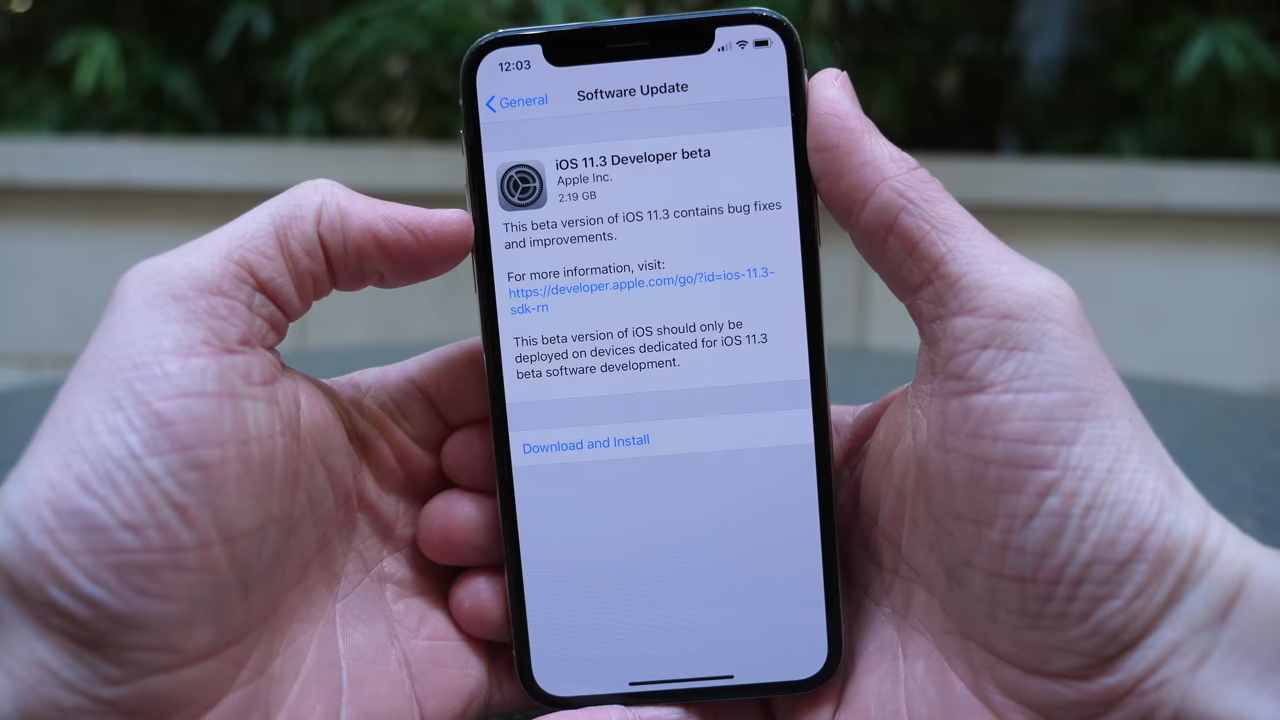 12:03
General
Software Update
iOS 11.3 Developer beta
Apple Inc.
2.19 GB
This beta version of iOS 11.3 contains bug fixes
and improvements.
For more information, visit:
https://developer.apple.com/go/?id=ios-11.3-
sdk-rn
This beta version of iOS should only be
deployed on devices dedicated for iOS 11.3
beta software development.
Download and Install